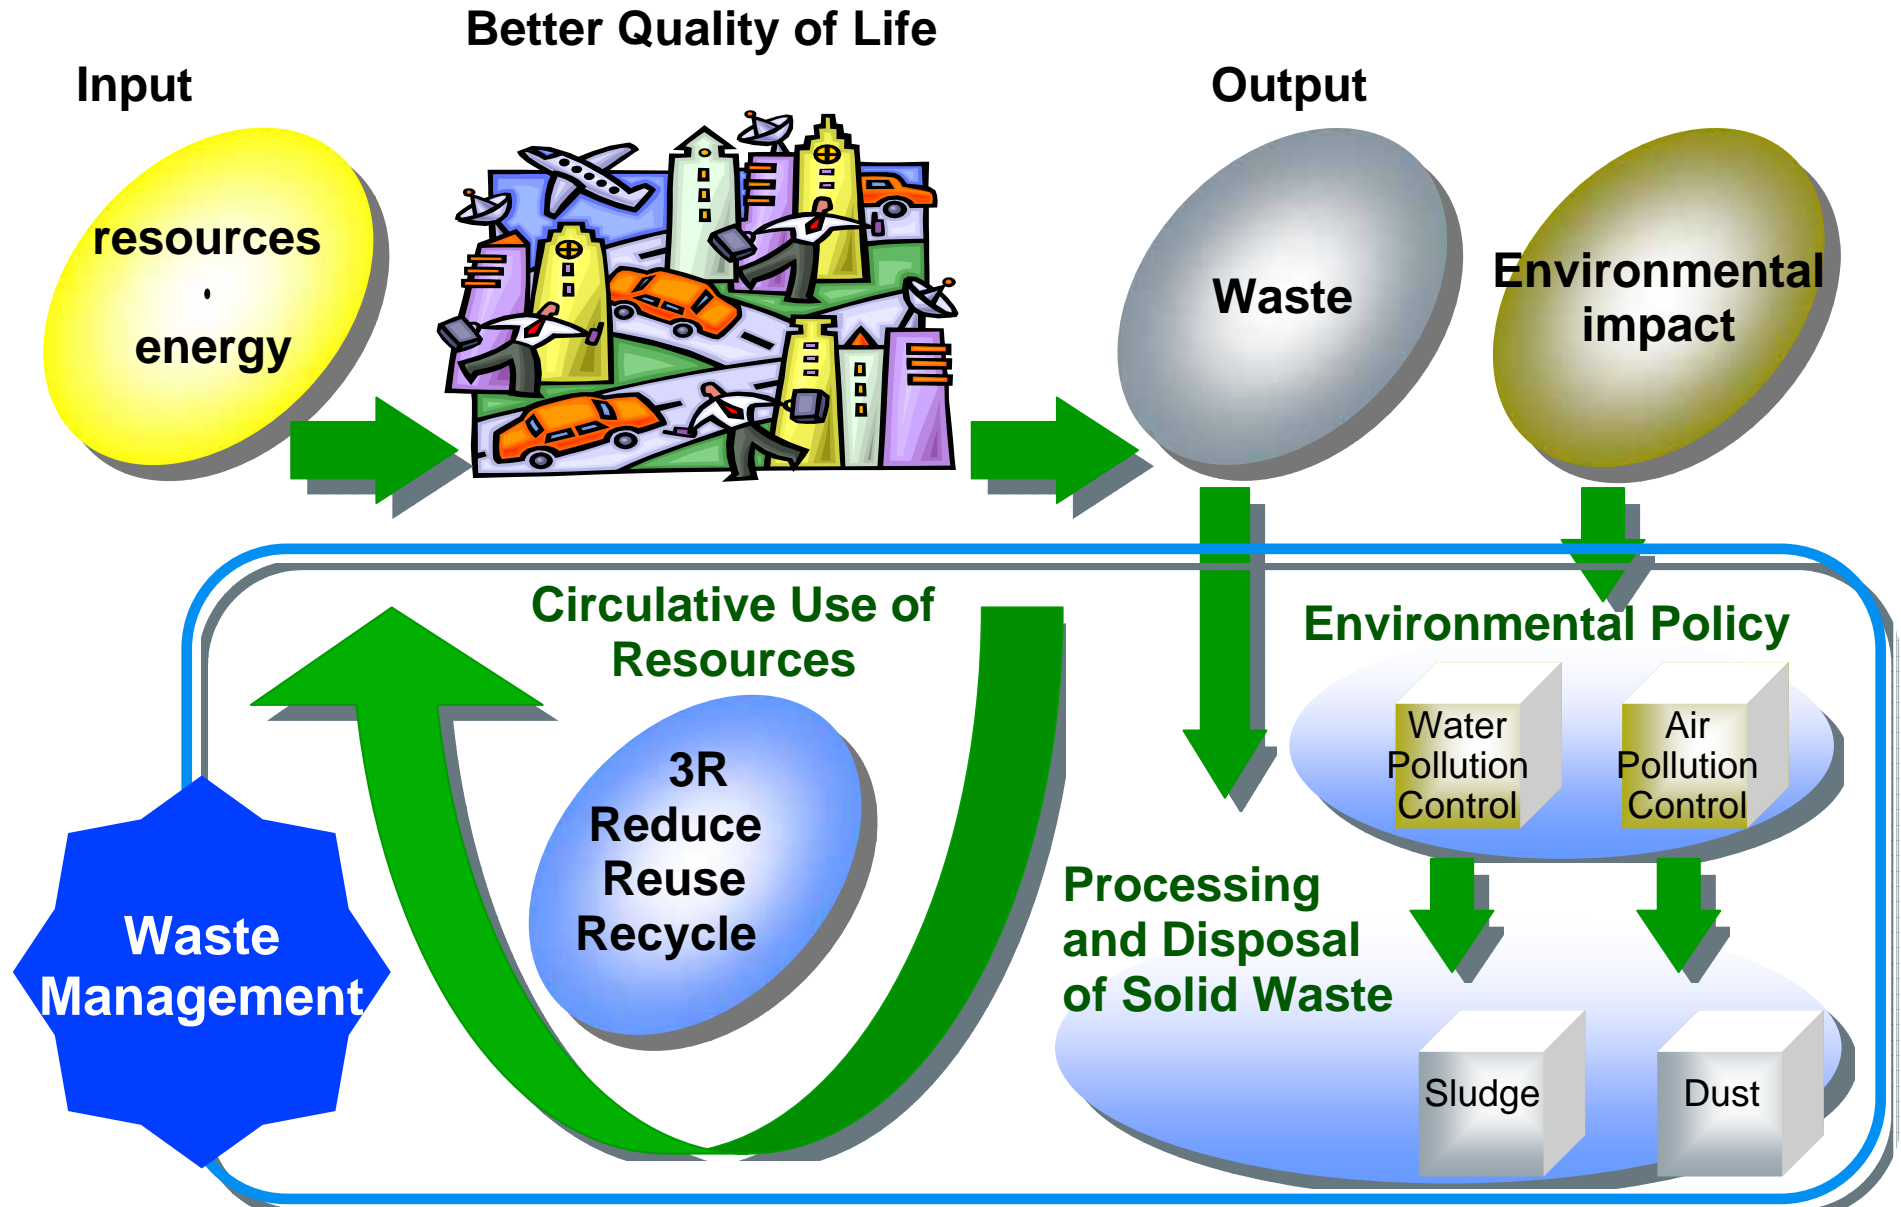 Better Quality of Life
Input
Output
resources
·
energy
Waste
Environmental
impact
Circulative Use of
Resources
Environmental Policy
3R
Reduce
Reuse
Recycle
Water
Pollution
Control
Air
Pollution
Control
Waste
Management
Processing
and Disposal
of Solid Waste
Sludge
Dust